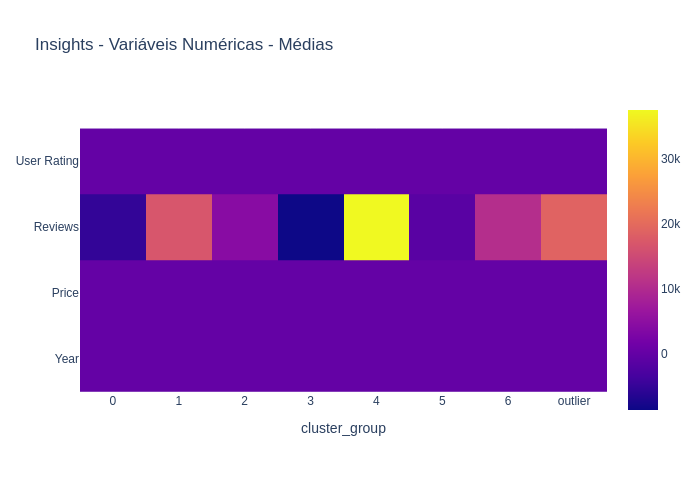 Insights - Variáveis Numéricas - Médias
User Rating
Reviews
Price
Year
0 1 2 3 4 5 6 outlier
cluster_group
30k
20k
10k
0